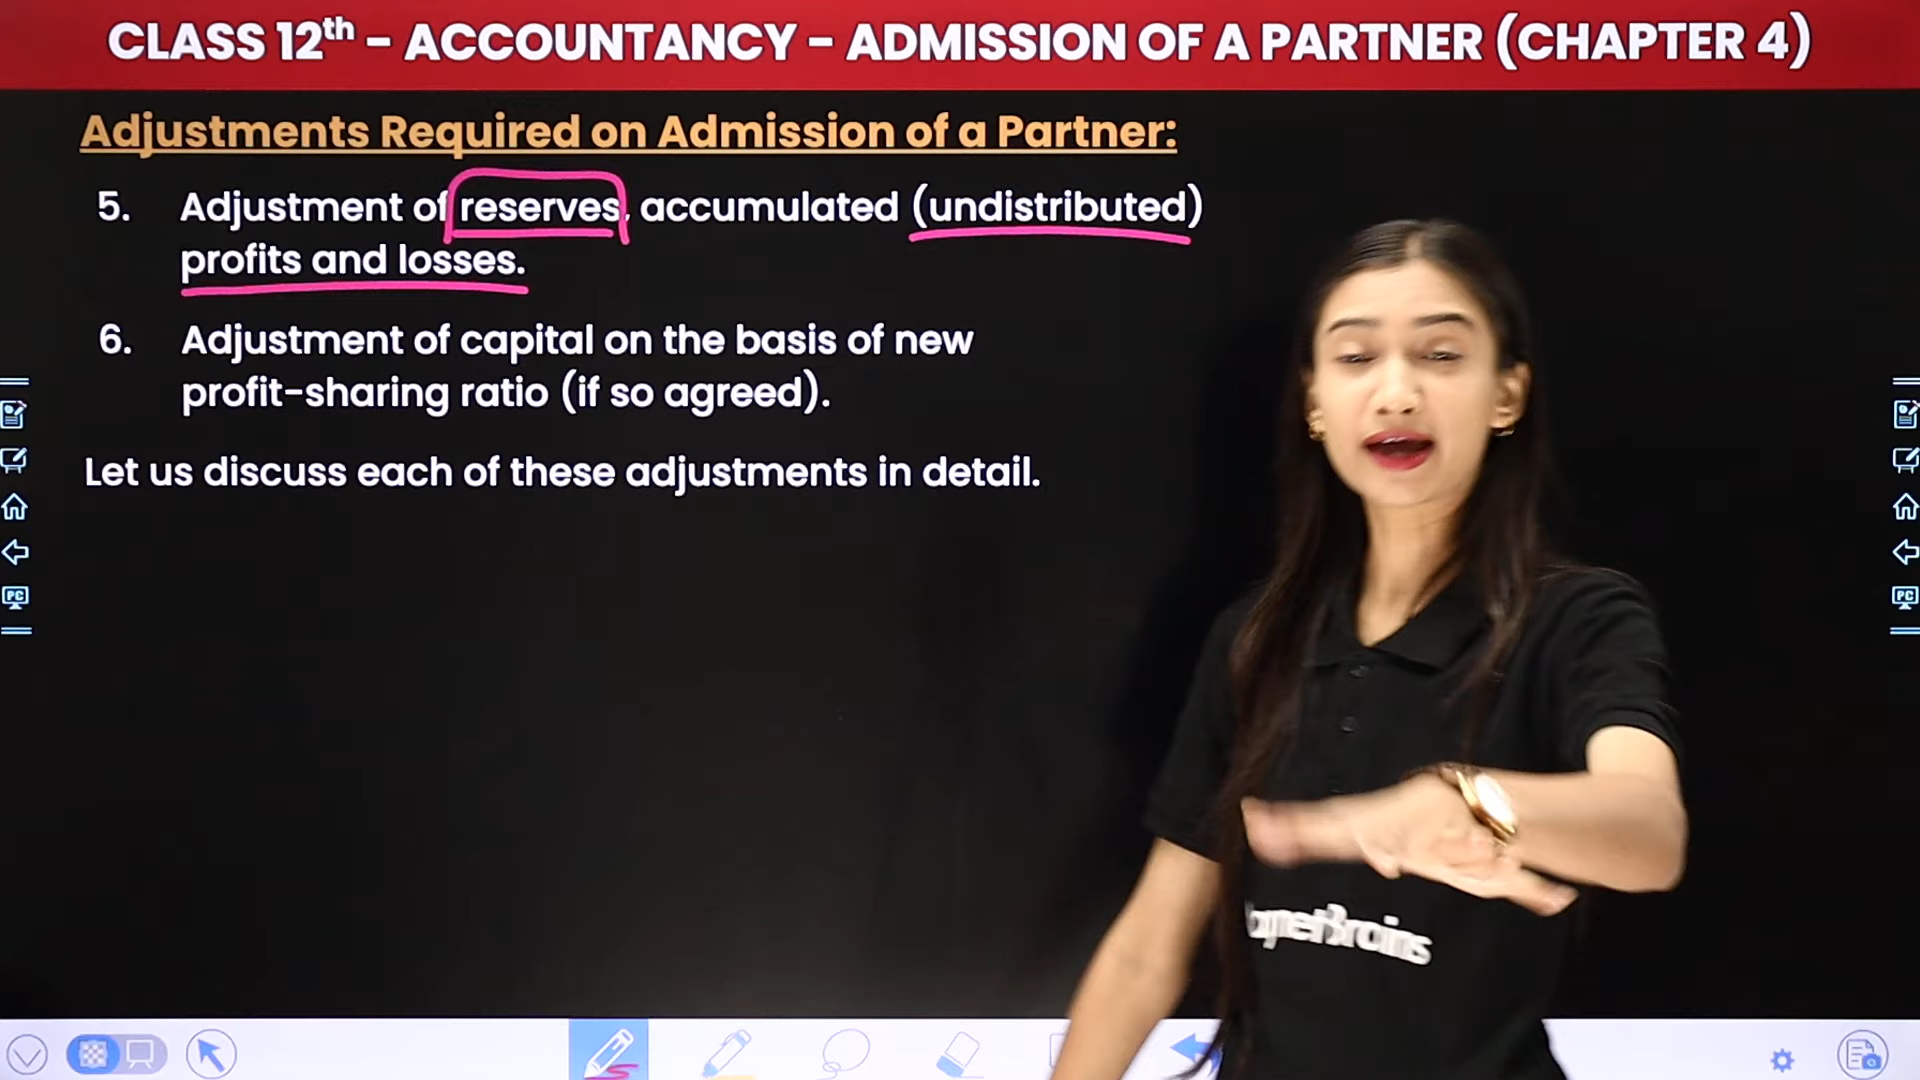 CLASS 12th - ACCOUNTANCY - ADMISSION OF A PARTNER (CHAPTER 4)
Adjustments Required on Admission of a Partner:
5. Adjustment of reserves, accumulated (undistributed)
profits and losses.
6. Adjustment of capital on the basis of new
profit-sharing ratio (if so agreed).
Let us discuss each of these adjustments in detail.
PC
PC